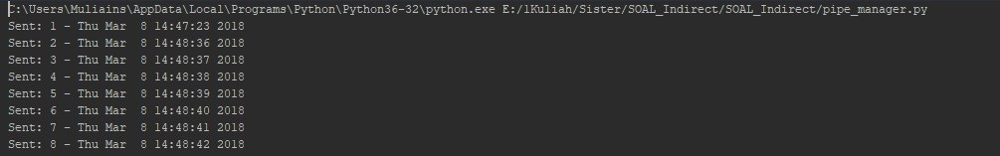 C:\Users\Muliains\AppData\Local\Programs\Python\Python36-32\python.exe E:/1Kuliah/Sister/SOAL_Indirect/SOAL_Indirect/pipe_manager.py
Sent: 1 - Thu Mar  8 14:47:23 2018
Sent: 2 - Thu Mar  8 14:48:36 2018
Sent: 3 - Thu Mar  8 14:48:37 2018
Sent: 4 - Thu Mar  8 14:48:38 2018
Sent: 5 - Thu Mar  8 14:48:39 2018
Sent: 6 - Thu Mar  8 14:48:40 2018
Sent: 7 - Thu Mar  8 14:48:41 2018
Sent: 8 - Thu Mar  8 14:48:42 2018